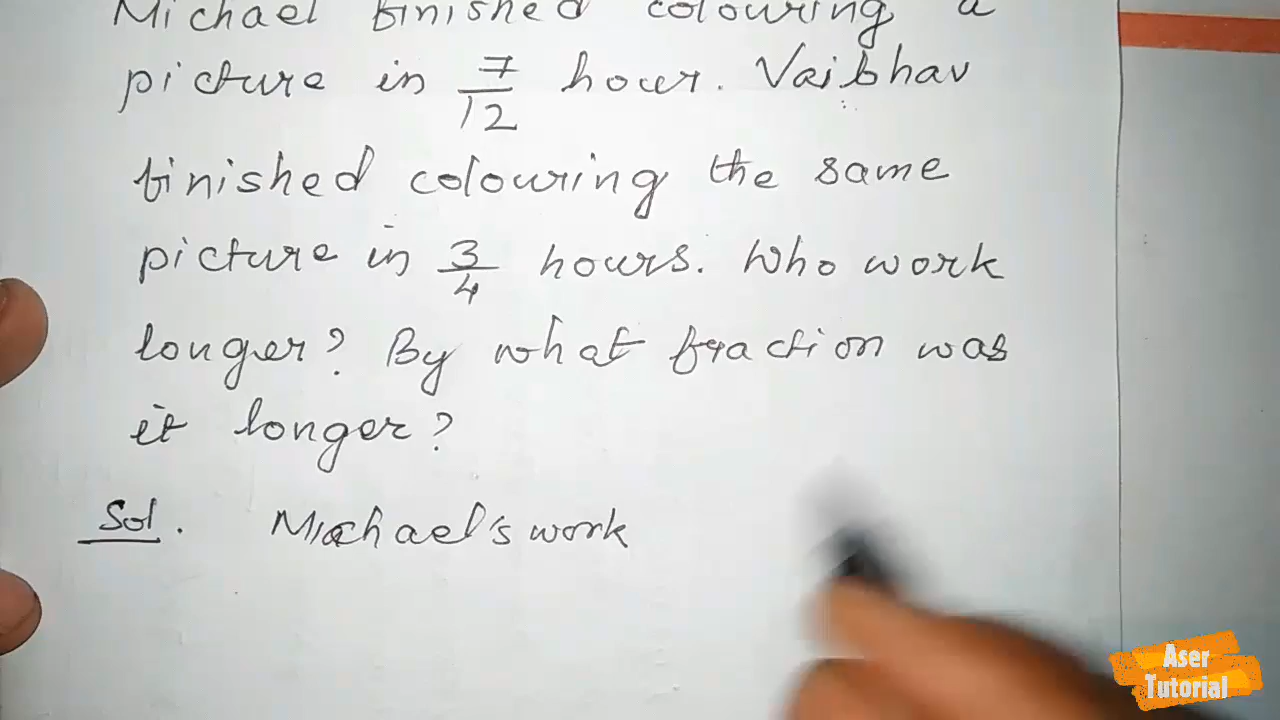 Michael finished colouring a
picture in 7/12 hour. Vaibhav
finished colouring the same
picture in 3/4 hours. Who work
longer? By what fraction was
it longer?
Sol. Michael's work
Aser
Tutorial